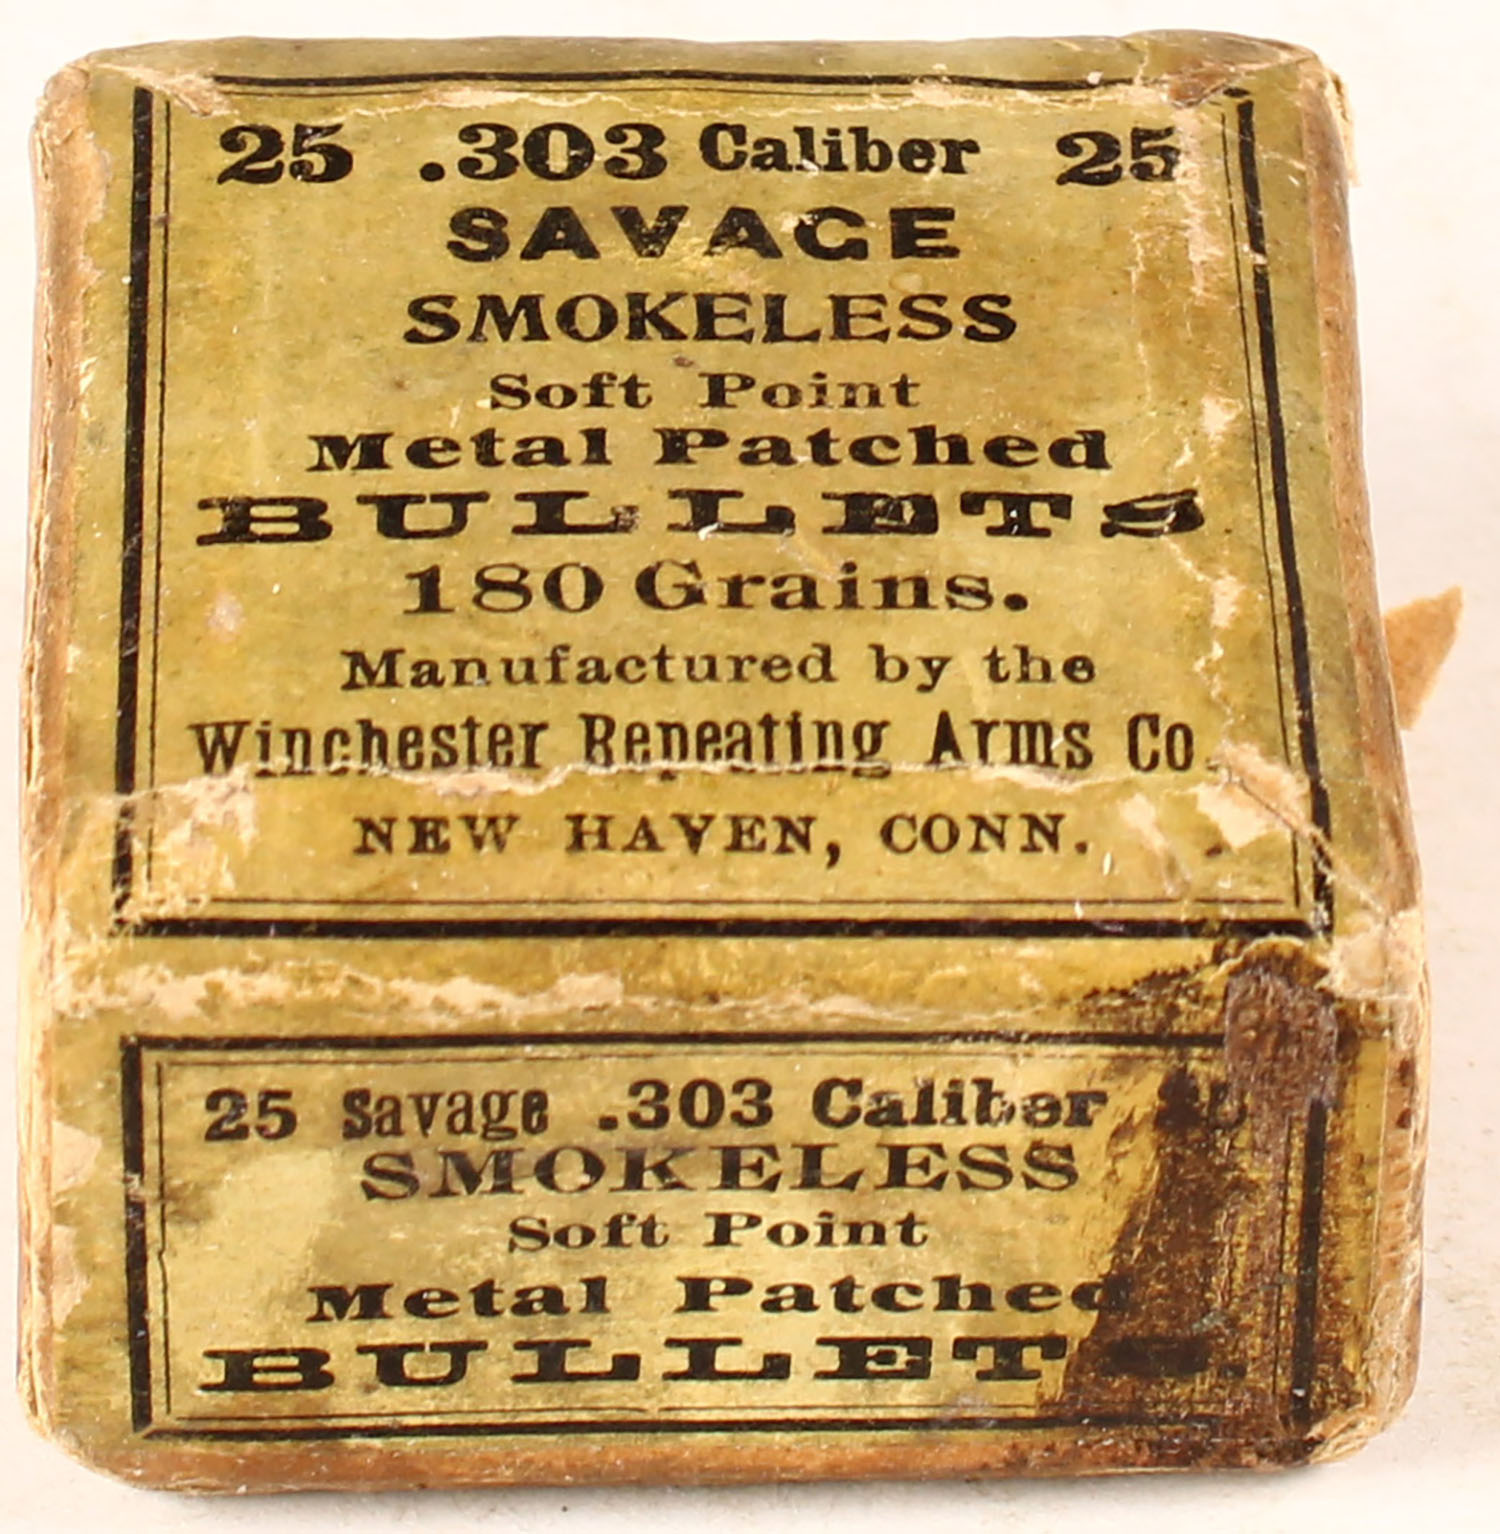 25 .303 Caliber 25
SAVAGE
SMOKELESS
Soft Point
Metal Patched
BULLETS
180 Grains.
Manufactured by the
Winchester Repeating Arms Co.
NEW HAVEN, CONN.
25 Savage .303 Caliber
SMOKELESS
Soft Point
Metal Patched
BULLETS.